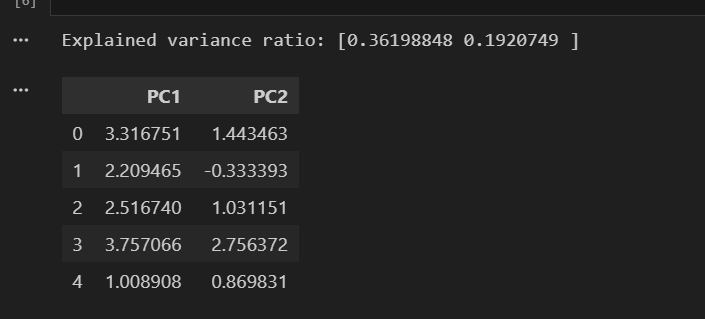 [6]
Explained variance ratio: [0.36198848 0.1920749 ]
PC1 PC2
0 3.316751 1.443463
1 2.209465 -0.333393
2 2.516740 1.031151
3 3.757066 2.756372
4 1.008908 0.869831